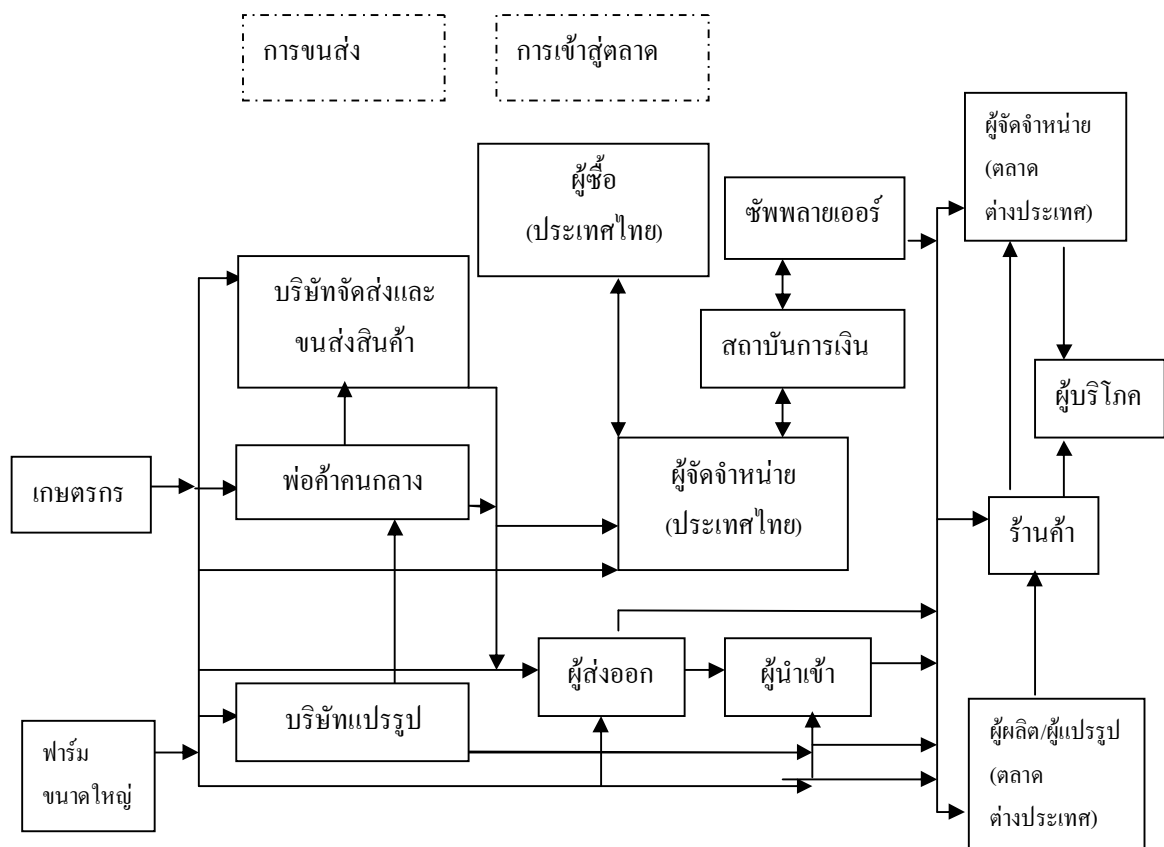 การขนส่ง
การเข้าสู่ตลาด
ผู้จัดจำหน่าย
(ตลาด
ต่างประเทศ)
ผู้ซื้อ
(ประเทศไทย)
ซัพพลายเออร์
บริษัทจัดส่งและ
ขนส่งสินค้า
สถาบันการเงิน
ผู้บริโภค
เกษตรกร
พ่อค้าคนกลาง
ผู้จัดจำหน่าย
(ประเทศไทย)
ร้านค้า
ผู้ส่งออก
ผู้นำเข้า
บริษัทแปรรูป
ฟาร์ม
ขนาดใหญ่
ผู้ผลิต/ผู้แปรรูป
(ตลาด
ต่างประเทศ)